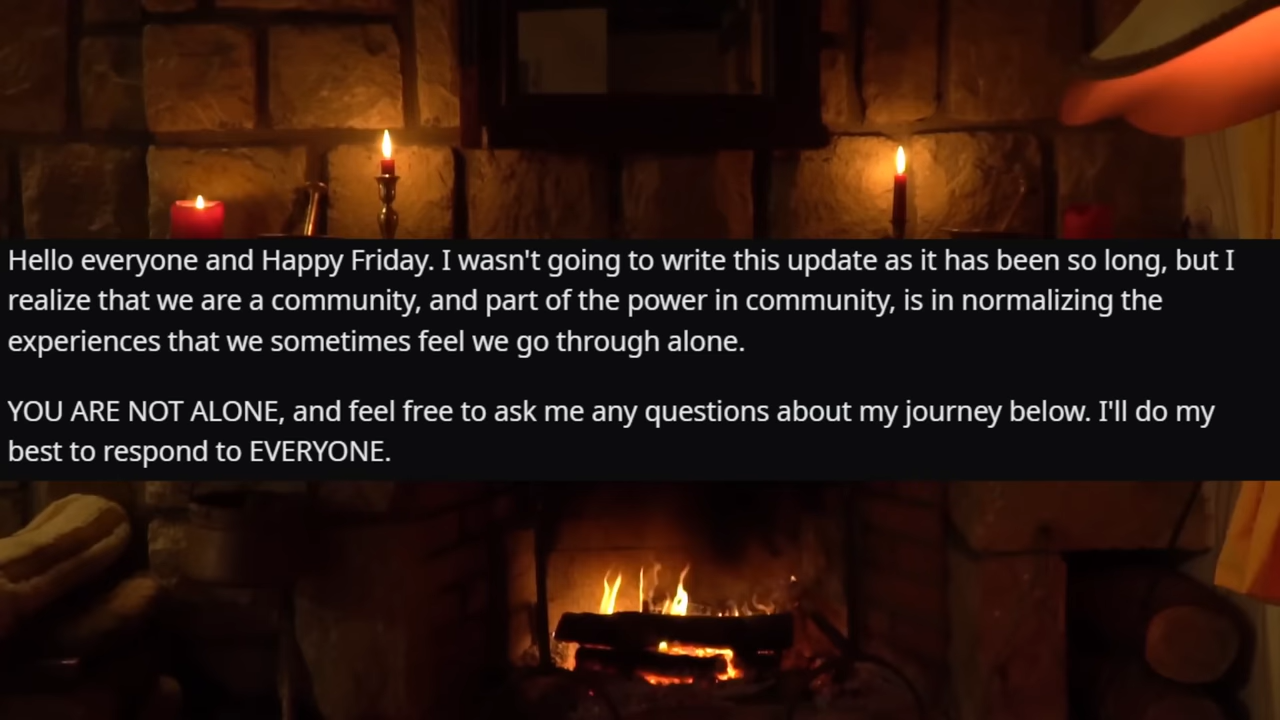 Hello everyone and Happy Friday. I wasn't going to write this update as it has been so long, but I
realize that we are a community, and part of the power in community, is in normalizing the
experiences that we sometimes feel we go through alone.
YOU ARE NOT ALONE, and feel free to ask me any questions about my journey below. I'll do my
best to respond to EVERYONE.